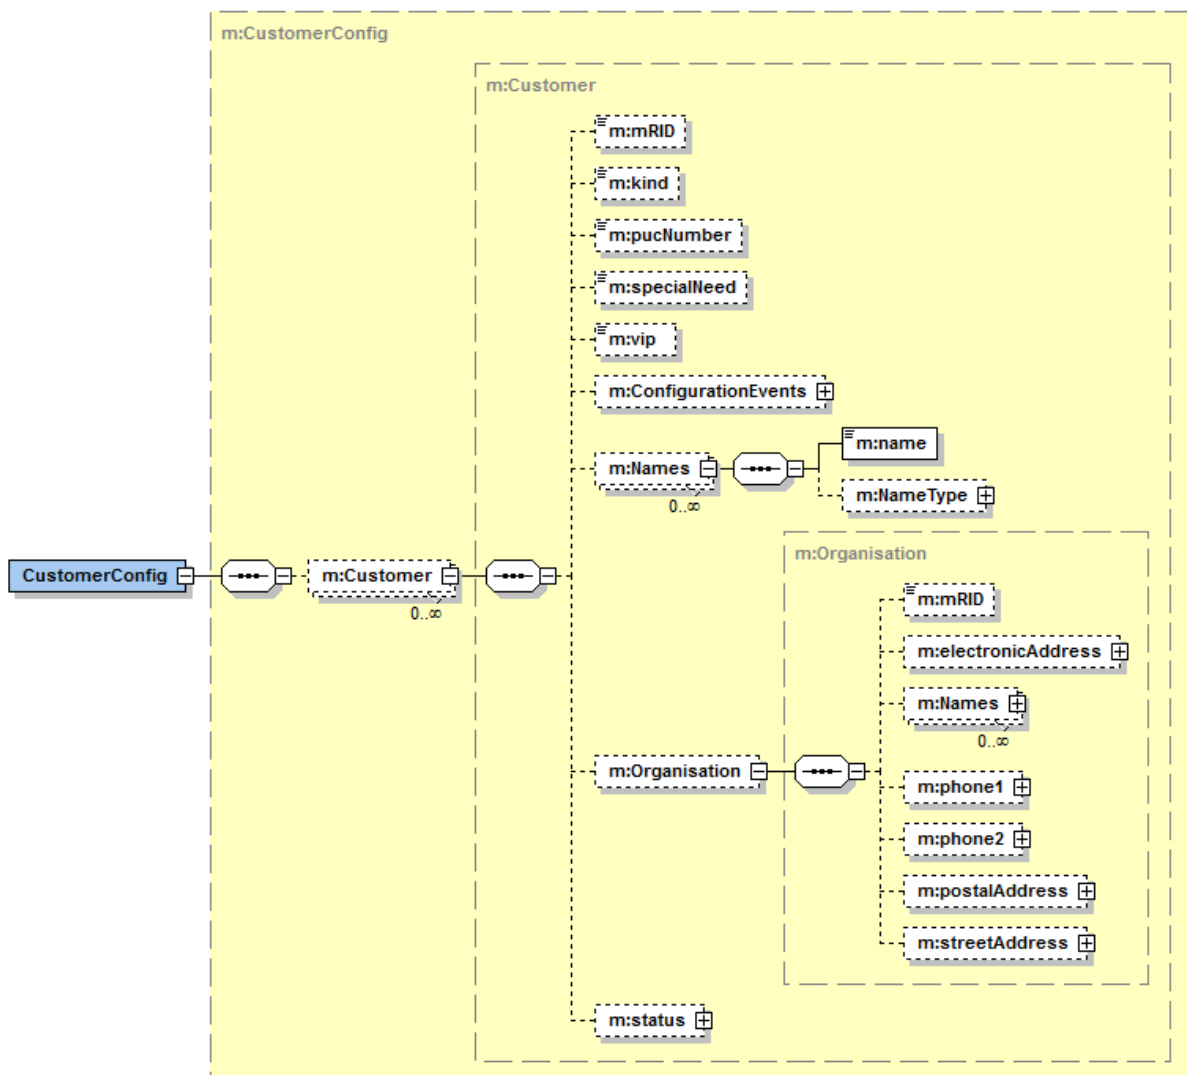 m:CustomerConfig
m:Customer
m:mRID
m:kind
m:pucNumber
m:specialNeed
m:vip
m:ConfigurationEvents
m:Names
0..∞
m:name
m:NameType
CustomerConfig
m:Customer
0..∞
m:Organisation
m:Organisation
m:mRID
m:electronicAddress
m:Names
0..∞
m:phone1
m:phone2
m:postalAddress
m:streetAddress
m:status